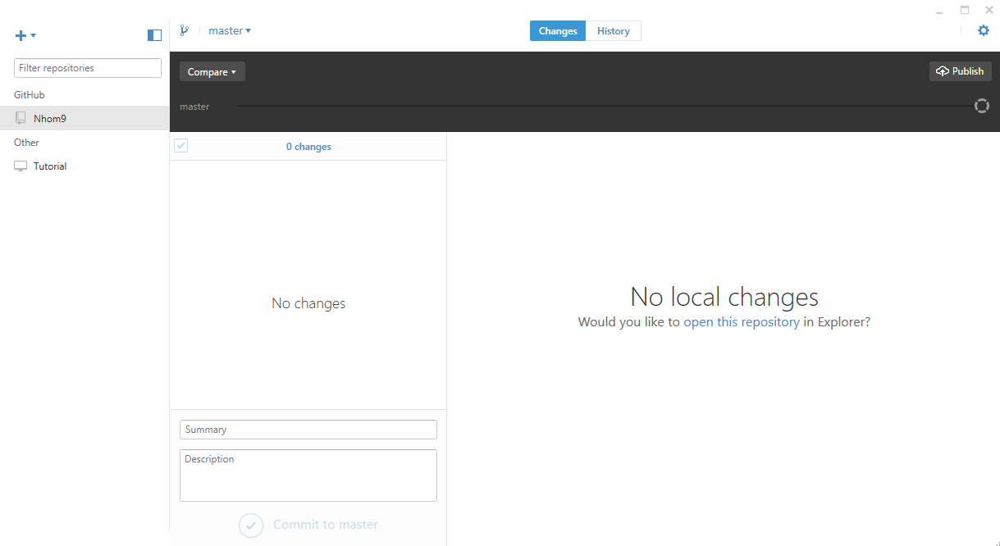 master
Changes
History
Filter repositories
GitHub
Nhom9
Other
Tutorial
Compare
Publish
master
0 changes
No changes
No local changes
Would you like to open this repository in Explorer?
Summary
Description
Commit to master